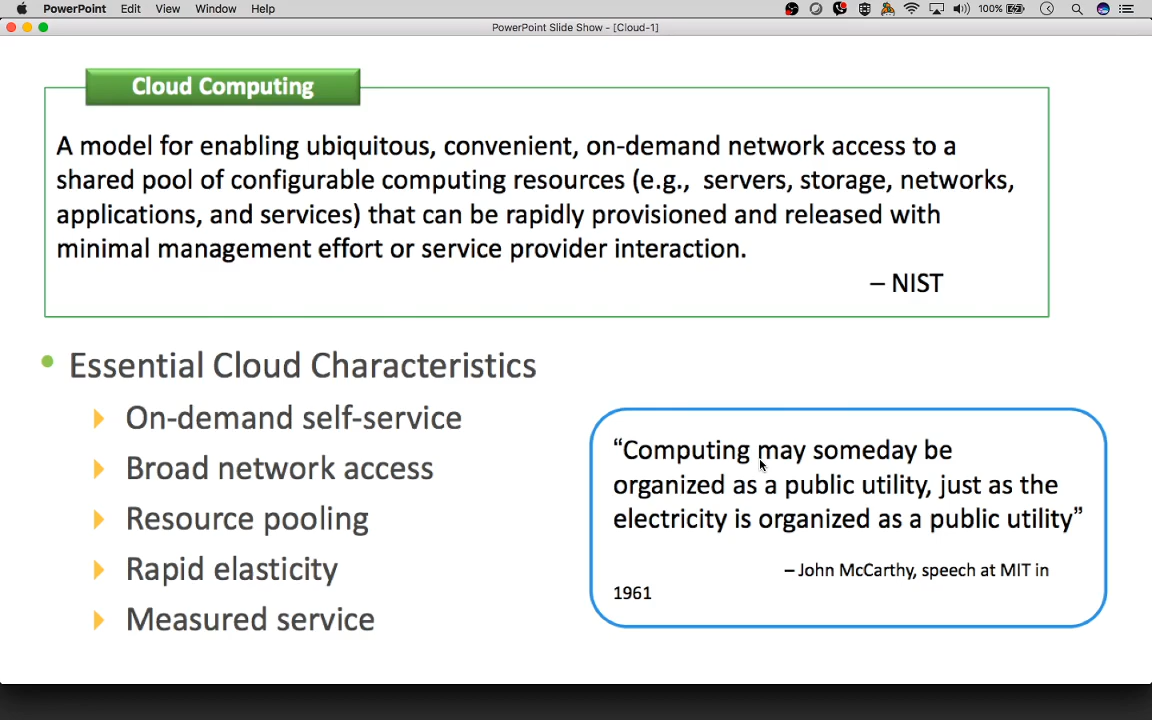 PowerPoint Edit View Window Help 100%
PowerPoint Slide Show - [Cloud-1]
Cloud Computing
A model for enabling ubiquitous, convenient, on-demand network access to a
shared pool of configurable computing resources (e.g., servers, storage, networks,
applications, and services) that can be rapidly provisioned and released with
minimal management effort or service provider interaction.
– NIST
• Essential Cloud Characteristics
On-demand self-service
Broad network access
Resource pooling
Rapid elasticity
Measured service
“Computing may someday be
organized as a public utility, just as the
electricity is organized as a public utility”
– John McCarthy, speech at MIT in
1961